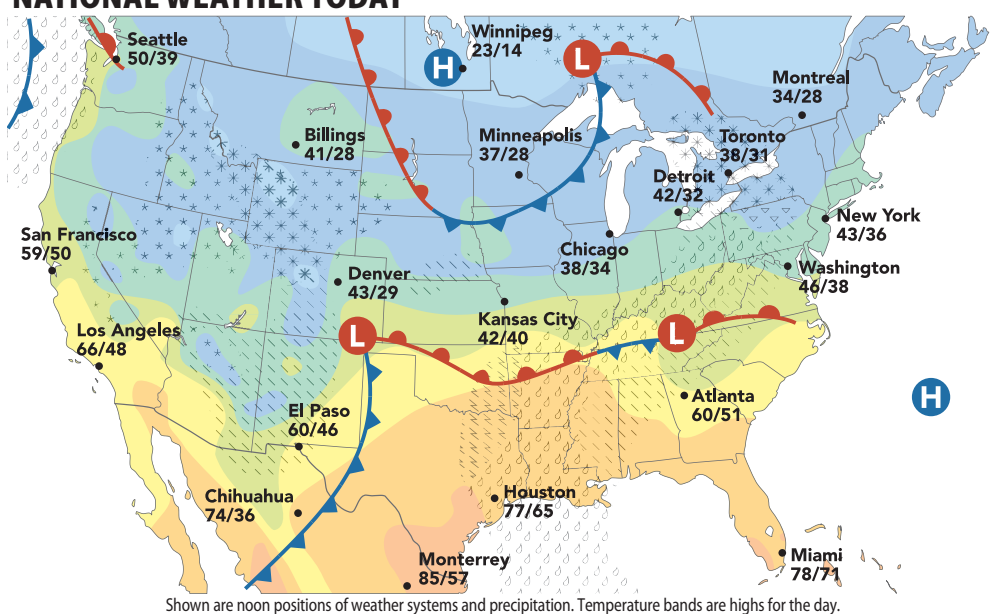 NATIONAL WEATHER TODAY
Seattle
50/39
Winnipeg
23/14
H
L
Montreal
34/28
Billings
41/28
Minneapolis
37/28
Toronto
38/31
Detroit
42/32
San Francisco
59/50
New York
43/36
Chicago
38/34
Denver
43/29
Washington
46/38
Kansas City
42/40
Los Angeles
66/48
L
L
H
Atlanta
60/51
El Paso
60/46
Chihuahua
74/36
Houston
77/65
Monterrey
85/57
Miami
78/71
Shown are noon positions of weather systems and precipitation. Temperature bands are highs for the day.